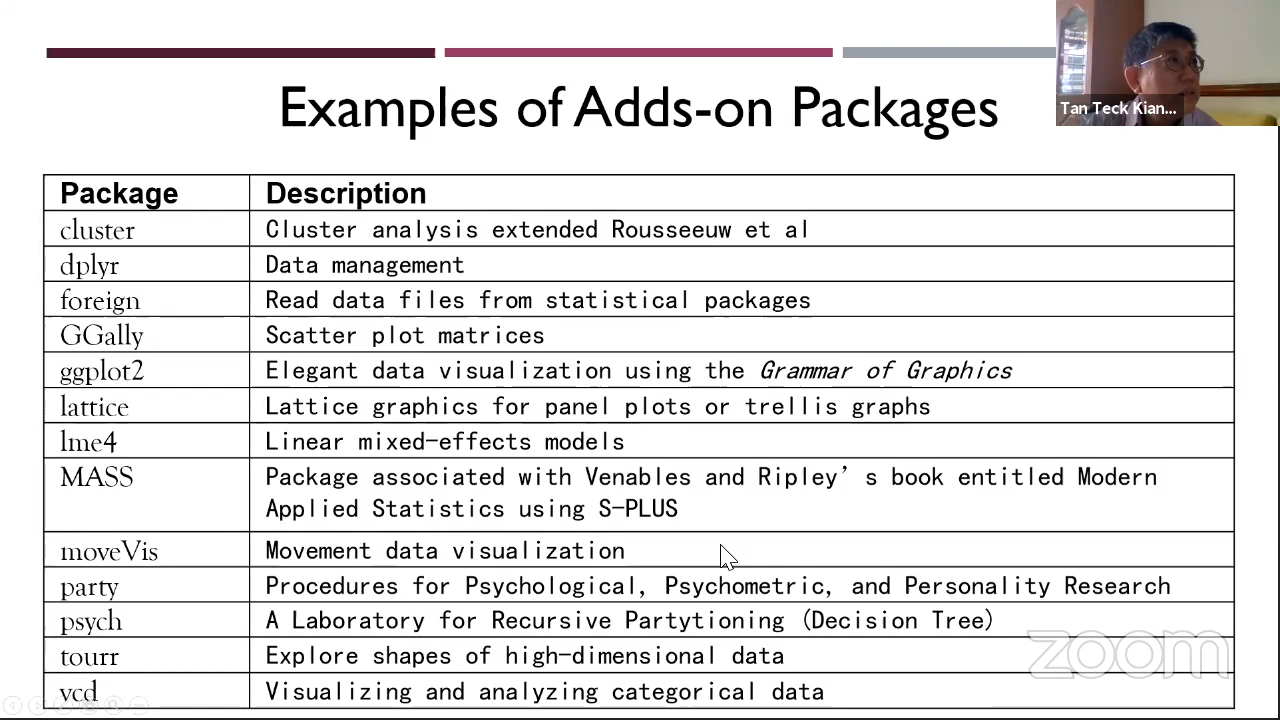 Examples of Adds-on Packages
Tan Teck Kian...
Package Description
cluster Cluster analysis extended Rousseeuw et al
dplyr Data management
foreign Read data files from statistical packages
GGally Scatter plot matrices
ggplot2 Elegant data visualization using the Grammar of Graphics
lattice Lattice graphics for panel plots or trellis graphs
lme4 Linear mixed-effects models
MASS Package associated with Venables and Ripley’s book entitled Modern
Applied Statistics using S-PLUS
moveVis Movement data visualization
party Procedures for Psychological, Psychometric, and Personality Research
psych A Laboratory for Recursive Partytioning (Decision Tree)
tourr Explore shapes of high-dimensional data
vcd Visualizing and analyzing categorical data
zoom